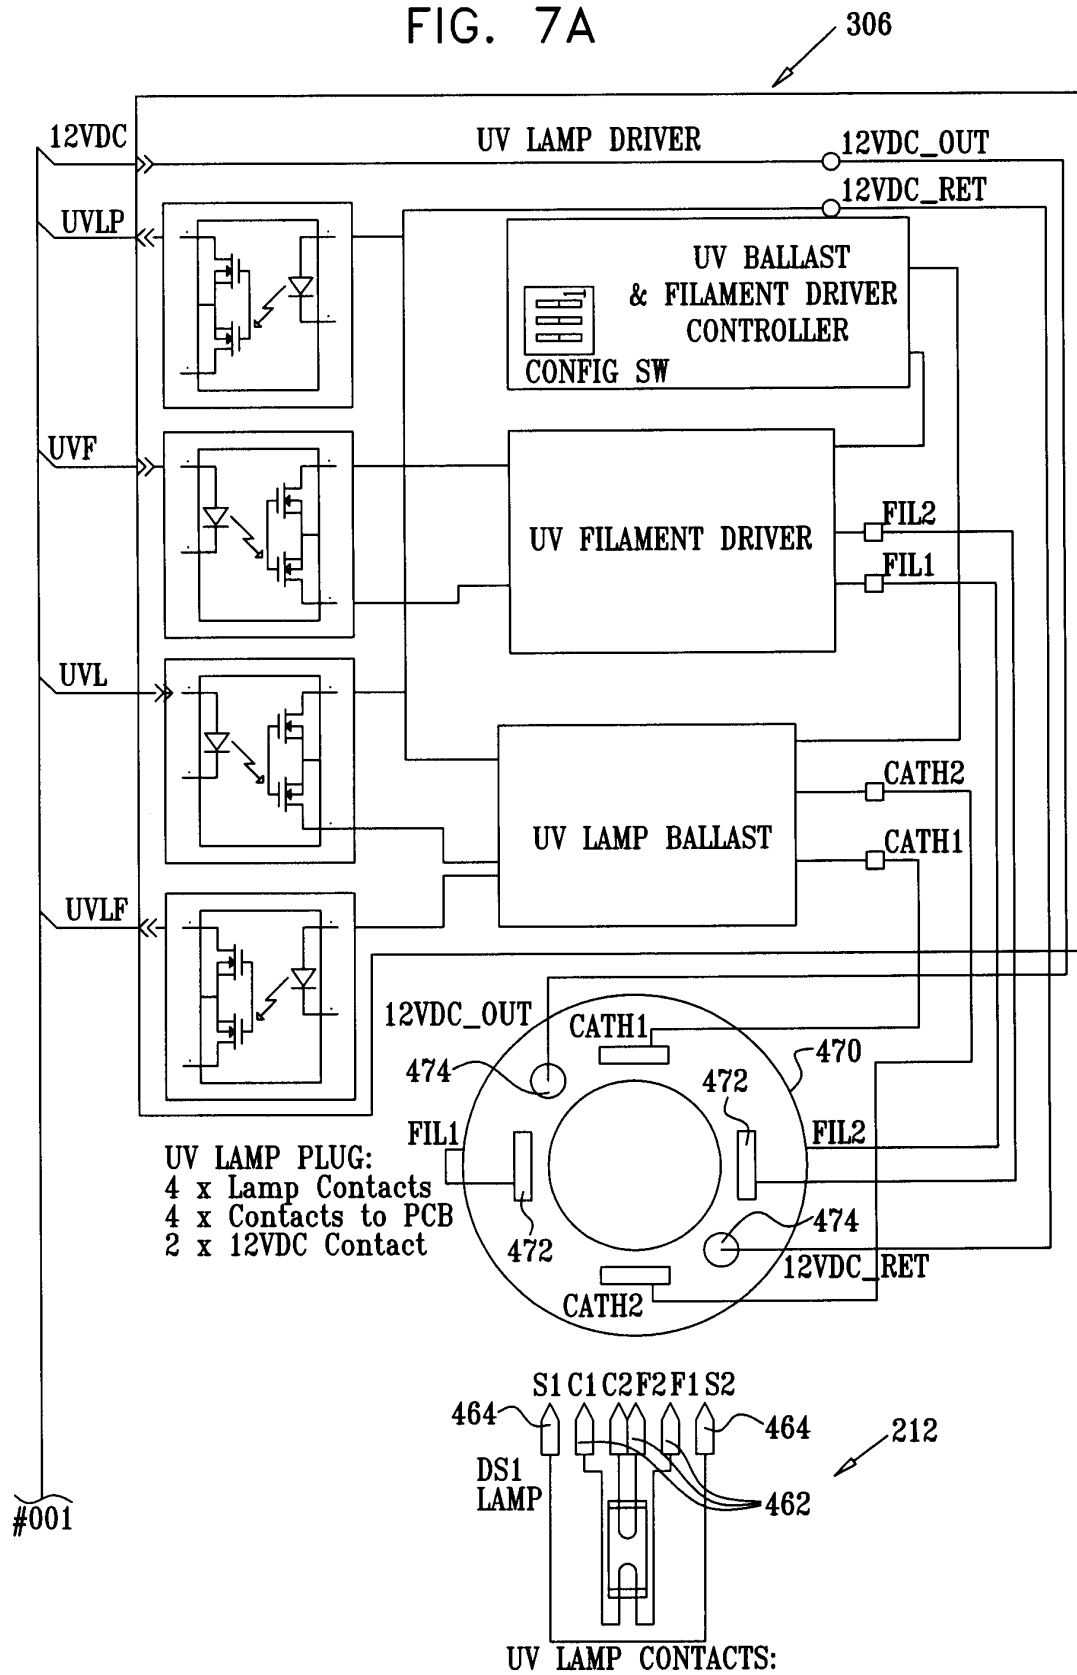 FIG. 7A
306
12VDC
UV LAMP DRIVER
12VDC_OUT
12VDC_RET
UVLP
UV BALLAST
& FILAMENT DRIVER
CONTROLLER
1
CONFIG SW
UVF
UV FILAMENT DRIVER
FIL2
FIL1
UVL
UV LAMP BALLAST
CATH2
CATH1
UVLF
12VDC_OUT
CATH1
470
474
472
FIL1
FIL2
UV LAMP PLUG:
4 x Lamp Contacts
4 x Contacts to PCB
2 x 12VDC Contact
472
474
12VDC_RET
CATH2
S1 C1 C2 F2 F1 S2
464
464
212
DS1
LAMP
462
#001
UV LAMP CONTACTS: